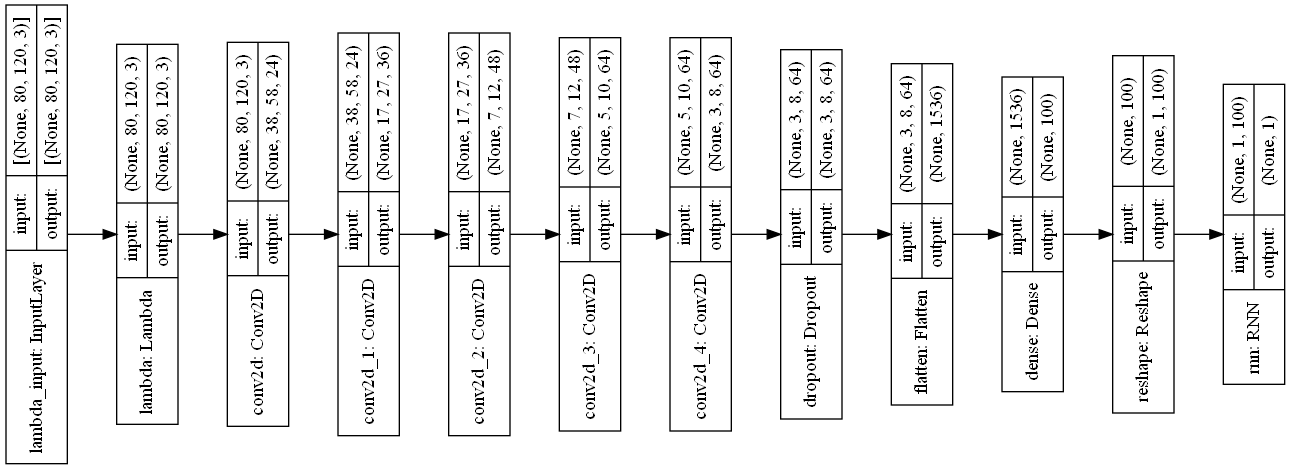 lambda_input: InputLayer
input:
output:
[(None, 80, 120, 3)]
[(None, 80, 120, 3)]
lambda: Lambda
input:
output:
(None, 80, 120, 3)
(None, 80, 120, 3)
conv2d: Conv2D
input:
output:
(None, 80, 120, 3)
(None, 38, 58, 24)
conv2d_1: Conv2D
input:
output:
(None, 38, 58, 24)
(None, 17, 27, 36)
conv2d_2: Conv2D
input:
output:
(None, 17, 27, 36)
(None, 7, 12, 48)
conv2d_3: Conv2D
input:
output:
(None, 7, 12, 48)
(None, 5, 10, 64)
conv2d_4: Conv2D
input:
output:
(None, 5, 10, 64)
(None, 3, 8, 64)
dropout: Dropout
input:
output:
(None, 3, 8, 64)
(None, 3, 8, 64)
flatten: Flatten
input:
output:
(None, 3, 8, 64)
(None, 1536)
dense: Dense
input:
output:
(None, 1536)
(None, 100)
reshape: Reshape
input:
output:
(None, 100)
(None, 1, 100)
rnn: RNN
input:
output:
(None, 1, 100)
(None, 1)